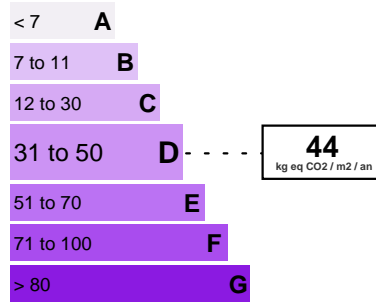 < 7 A
7 to 11 B
12 to 30 C
31 to 50 D
44
kg eq CO2 / m2 / an
51 to 70 E
71 to 100 F
> 80 G